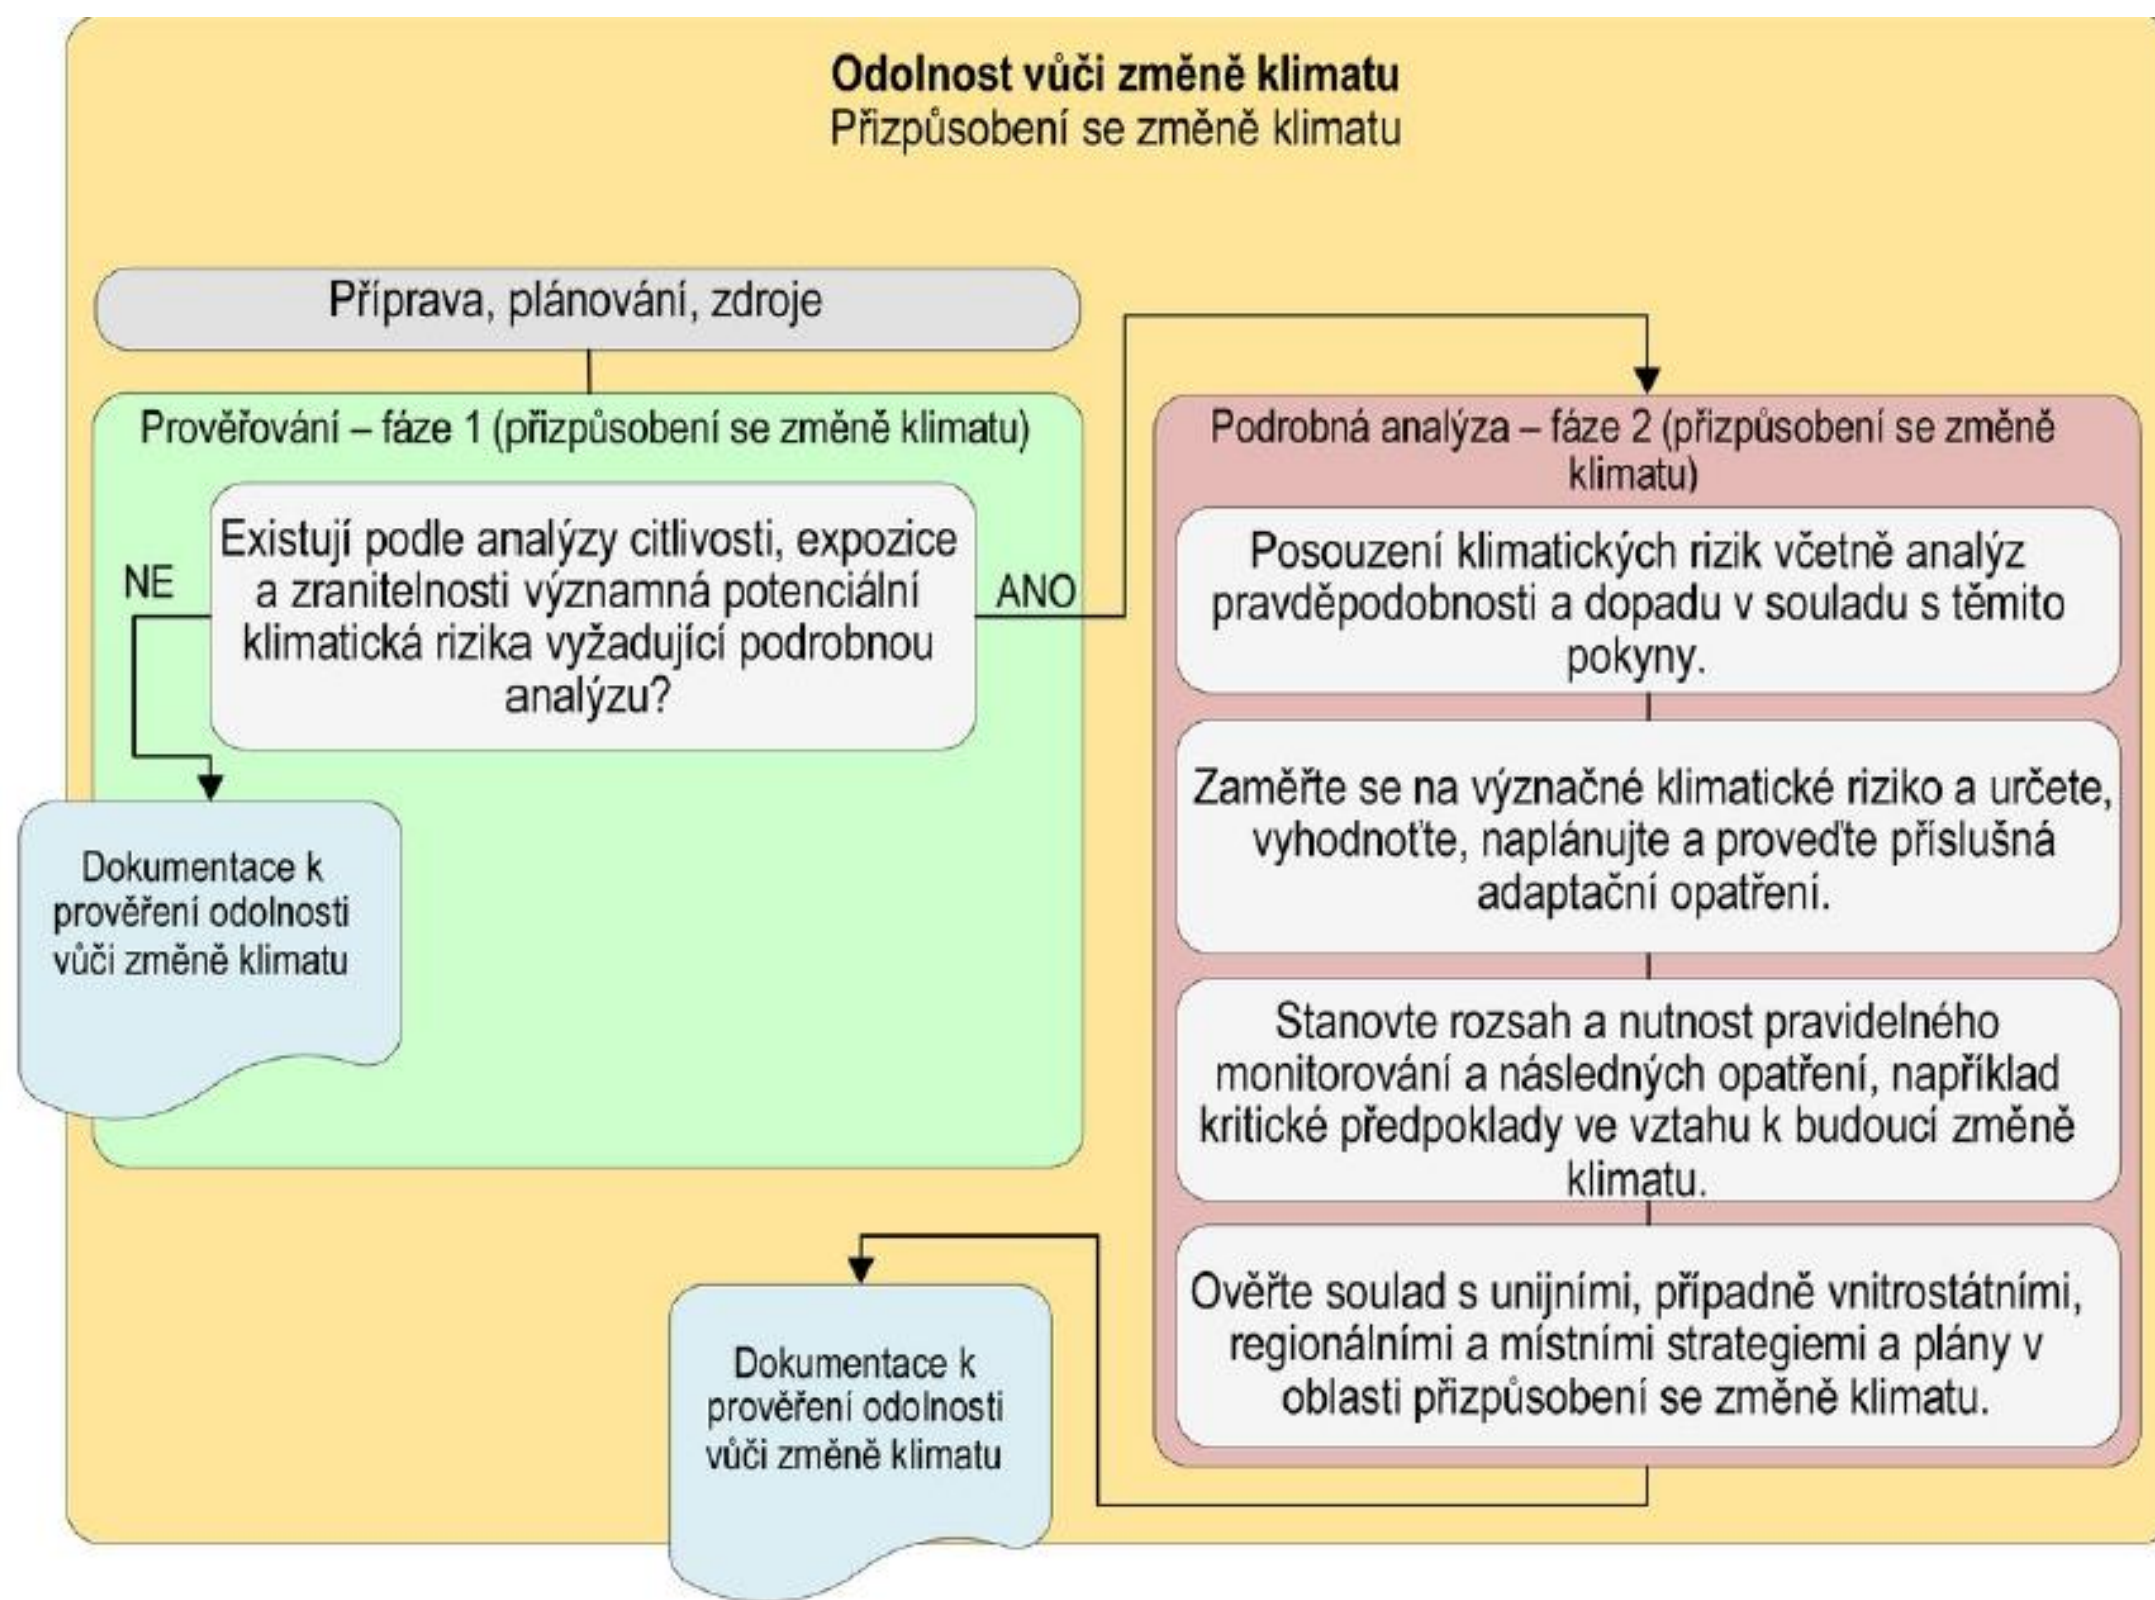 Odolnost vůči změně klimatu
Přizpůsobení se změně klimatu
Příprava, plánování, zdroje
Prověřování – fáze 1 (přizpůsobení se změně klimatu)
Existují podle analýzy citlivosti, expozice
a zranitelnosti významná potenciální
klimatická rizika vyžadující podrobnou
analýzu?
NE
ANO
Dokumentace k
prověření odolnosti
vůči změně klimatu
Podrobná analýza – fáze 2 (přizpůsobení se změně
klimatu)
Posouzení klimatických rizik včetně analýz
pravděpodobnosti a dopadu v souladu s těmito
pokyny.
Zaměřte se na význačné klimatické riziko a určete,
vyhodnoťte, naplánujte a proveďte příslušná
adaptační opatření.
Stanovte rozsah a nutnost pravidelného
monitorování a následných opatření, například
kritické předpoklady ve vztahu k budoucí změně
klimatu.
Ověřte soulad s unijními, případně vnitrostátními,
regionálními a místními strategiemi a plány v
oblasti přizpůsobení se změně klimatu.
Dokumentace k
prověření odolnosti
vůči změně klimatu